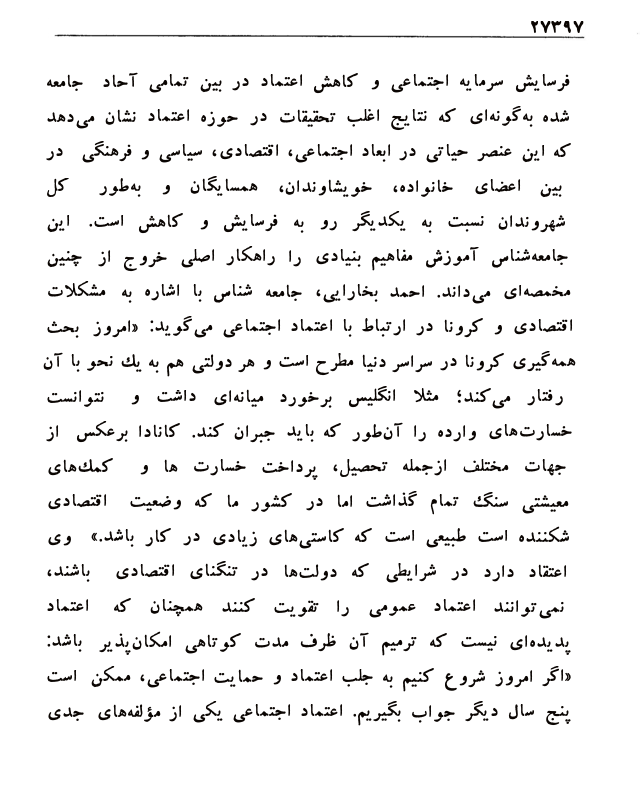 ۲۷۳۹۷
فرسایش سرمایه اجتماعی و کاهش اعتماد در بین تمامی آحاد جامعه
شده به‌گونه‌ای که نتایج اغلب تحقیقات در حوزه اعتماد نشان می‌دهد
که این عنصر حیاتی در ابعاد اجتماعی، اقتصادی، سیاسی و فرهنگی در
بین اعضای خانواده، خویشاوندان، همسایگان و به‌طور کل
شهروندان نسبت به یکدیگر رو به فرسایش و کاهش است. این
جامعه‌شناس آموزش مفاهیم بنیادی را راهکار اصلی خروج از چنین
مخمصه‌ای می‌داند. احمد بخارایی، جامعه شناس با اشاره به مشکلات
اقتصادی و کرونا در ارتباط با اعتماد اجتماعی می‌گوید: «امروز بحث
همه‌گیری کرونا در سراسر دنیا مطرح است و هر دولتی هم به یك نحو با آن
رفتار می‌کند؛ مثلا انگلیس برخورد میانه‌ای داشت و نتوانست
خسارت‌های وارده را آن‌طور که باید جبران کند. کانادا برعکس از
جهات مختلف ازجمله تحصیل، پرداخت خسارت ها و کمك‌های
معیشتی سنگ تمام گذاشت اما در کشور ما که وضعیت اقتصادی
شکننده است طبیعی است که کاستی‌های زیادی در کار باشد.» وی
اعتقاد دارد در شرایطی که دولت‌ها در تنگنای اقتصادی باشند،
نمی‌توانند اعتماد عمومی را تقویت کنند همچنان که اعتماد
پدیده‌ای نیست که ترمیم آن ظرف مدت کوتاهی امکان‌پذیر باشد:
«اگر امروز شروع کنیم به جلب اعتماد و حمایت اجتماعی، ممکن است
پنج سال دیگر جواب بگیریم. اعتماد اجتماعی یکی از مؤلفه‌های جدی